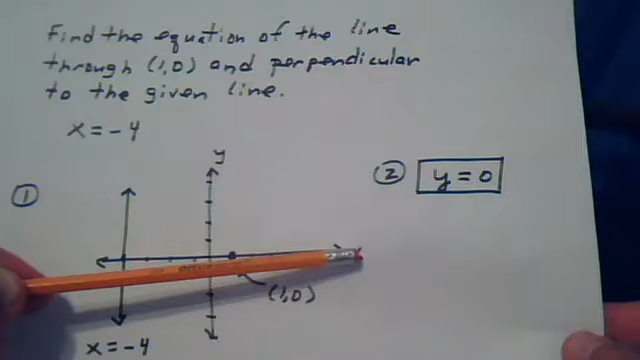 Find the equation of the line
through (1,0) and perpendicular
to the given line.
x = -4
y
①
② y = 0
(1,0)
x = -4